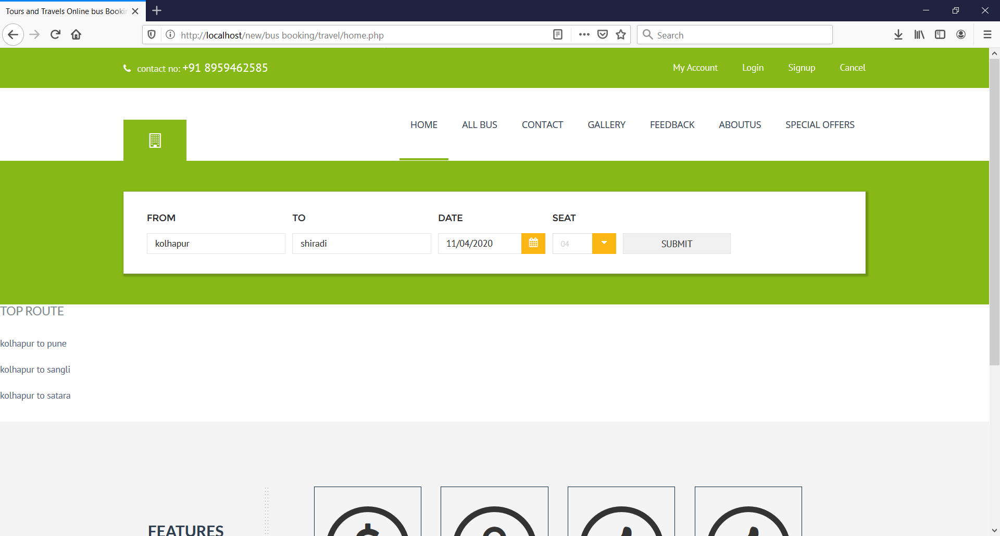 Tours and Travels Online bus Bookin
http://localhost/new/bus booking/travel/home.php
Search
contact no: +91 8959462585
My Account Login Signup Cancel
HOME ALL BUS CONTACT GALLERY FEEDBACK ABOUTUS SPECIAL OFFERS
FROM TO DATE SEAT
kolhapur shiradi 11/04/2020 04 SUBMIT
TOP ROUTE
kolhapur to pune
kolhapur to sangli
kolhapur to satara
FEATURES